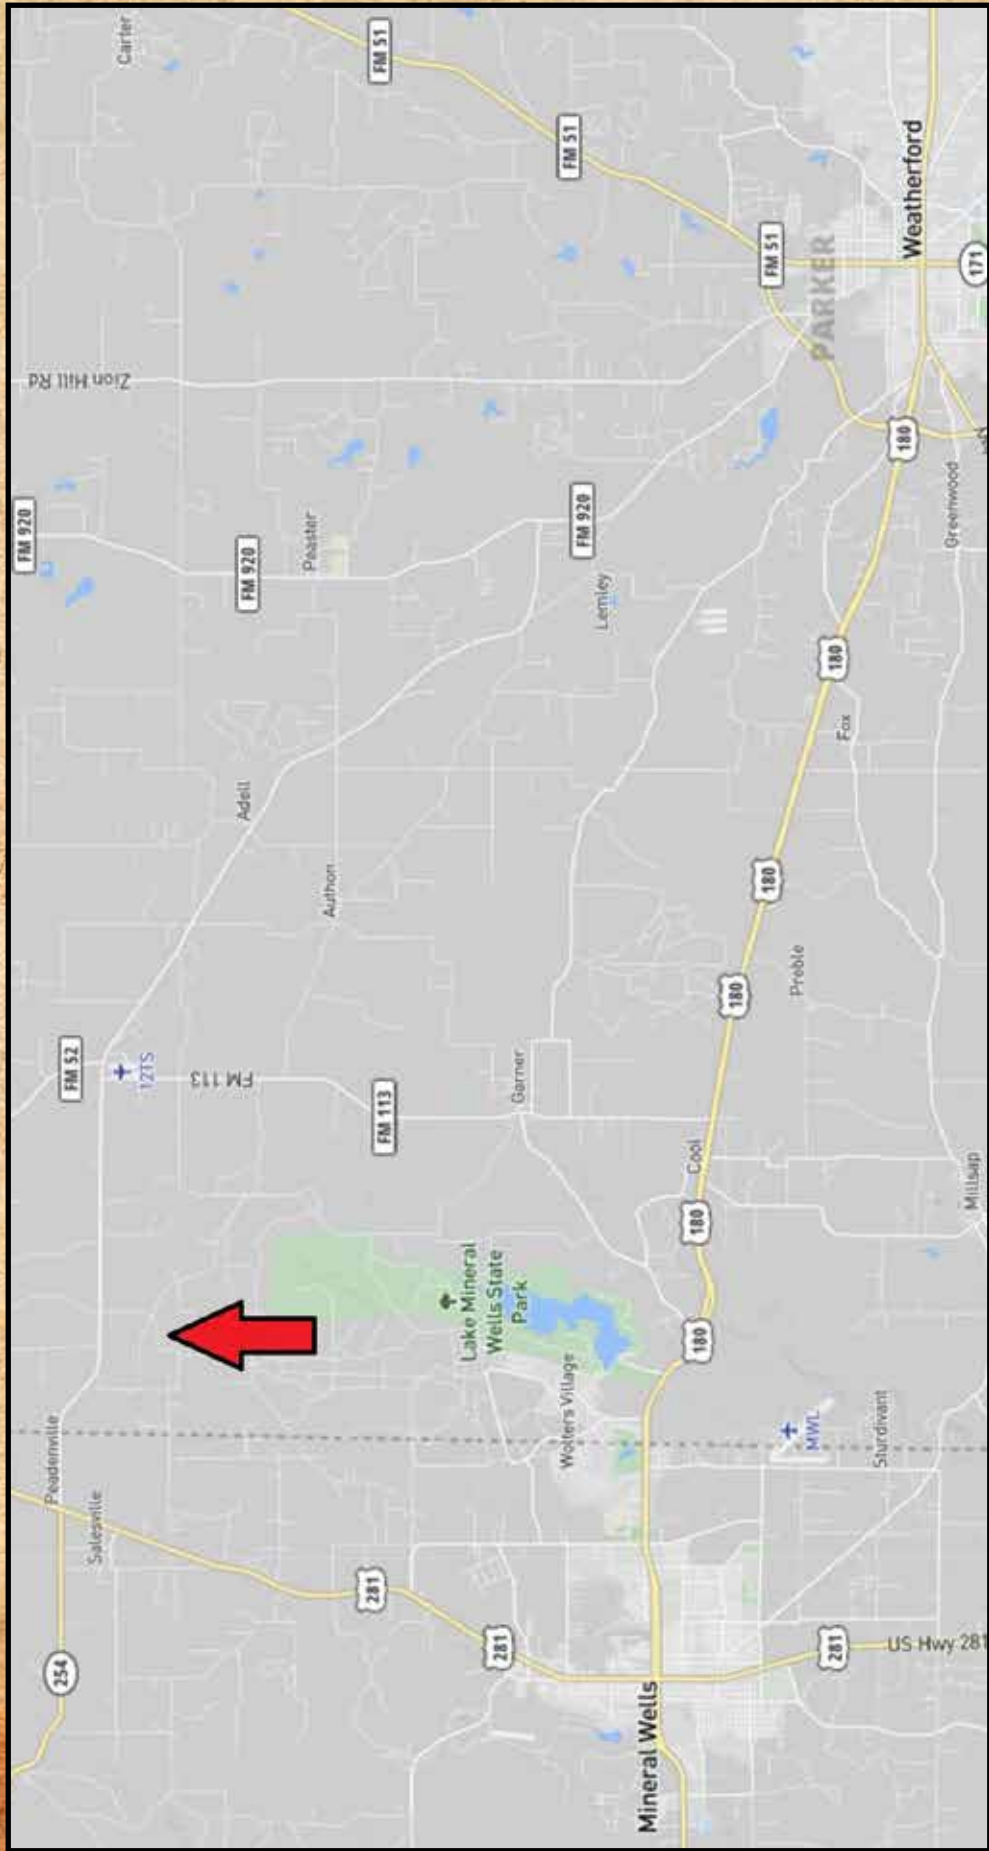 Carter
FM 51
FM 51
FM 51
PARKER
Weatherford
171
Zion Hill Rd
FM 920
FM 920
Peaster
FM 920
Lemley
180
Greenwood
180
Fox
Adell
Authon
180
180
Preble
FM 52
12TS
FM 113
FM 113
Garner
Cool
180
Millsap
Lake Mineral
Wells State
Park
180
Wolters Village
MWL
Sturdivant
Peadenville
Salesville
254
281
281
281
US Hwy 281
Mineral Wells